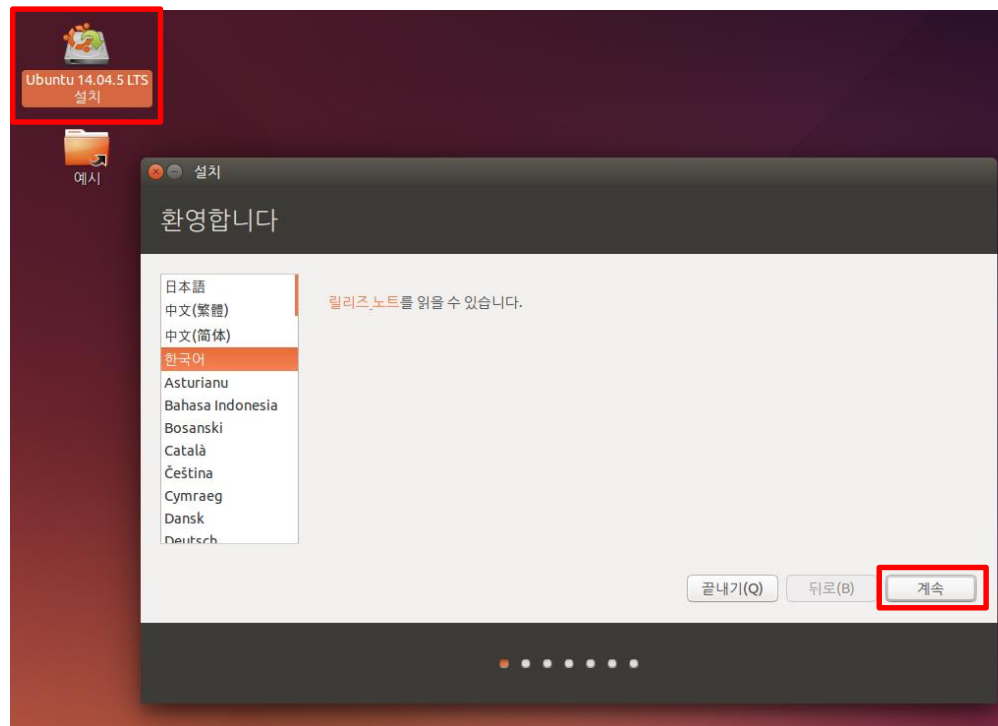 Ubuntu 14.04.5 LTS
설치
예시
설치
환영합니다
日本語
中文(繁體)
中文(简体)
한국어
Asturianu
Bahasa Indonesia
Bosanski
Català
Čeština
Cymraeg
Dansk
Deutsch
릴리즈 노트를 읽을 수 있습니다.
끝내기(Q)
뒤로(B)
계속